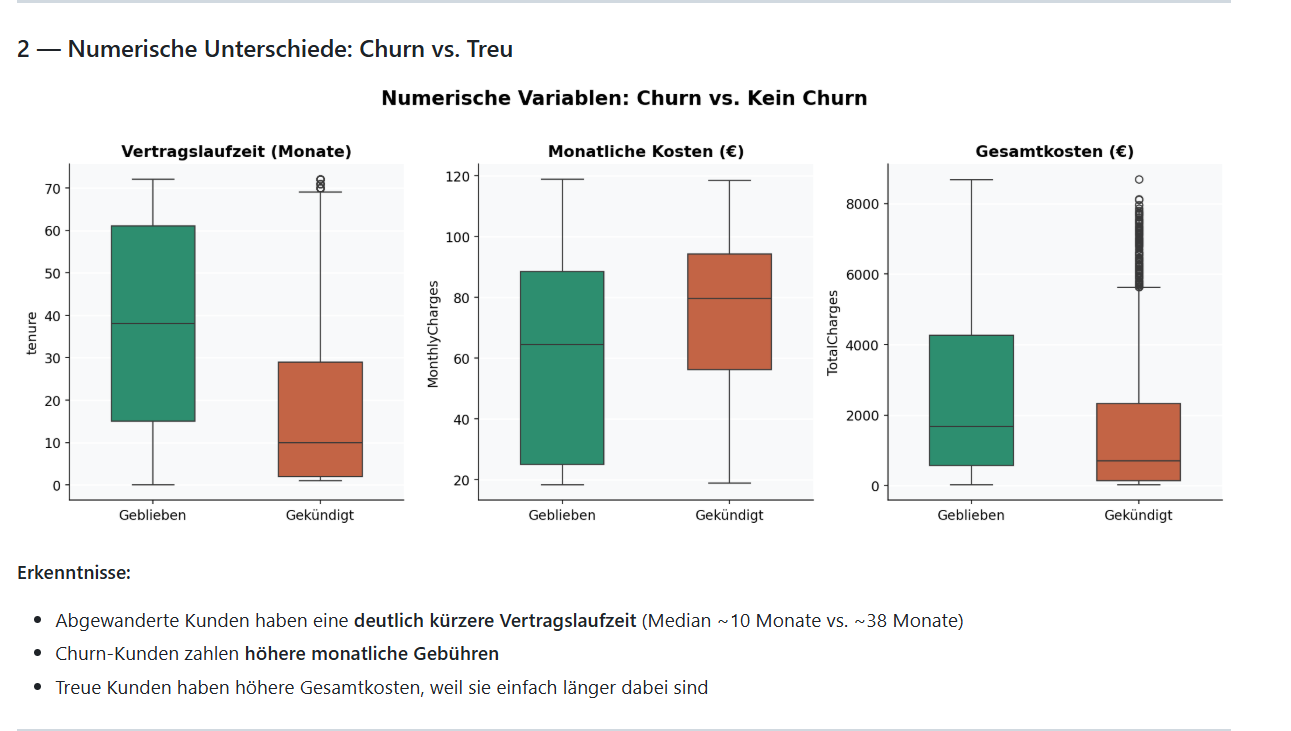 2 — Numerische Unterschiede: Churn vs. Treu
Numerische Variablen: Churn vs. Kein Churn
Vertragslaufzeit (Monate)
tenure
70
60
50
40
30
20
10
0
Geblieben
Gekündigt
Monatliche Kosten (€)
MonthlyCharges
120
100
80
60
40
20
Geblieben
Gekündigt
Gesamtkosten (€)
TotalCharges
8000
6000
4000
2000
0
Geblieben
Gekündigt
Erkenntnisse:
• Abgewanderte Kunden haben eine deutlich kürzere Vertragslaufzeit (Median ~10 Monate vs. ~38 Monate)
• Churn-Kunden zahlen höhere monatliche Gebühren
• Treue Kunden haben höhere Gesamtkosten, weil sie einfach länger dabei sind